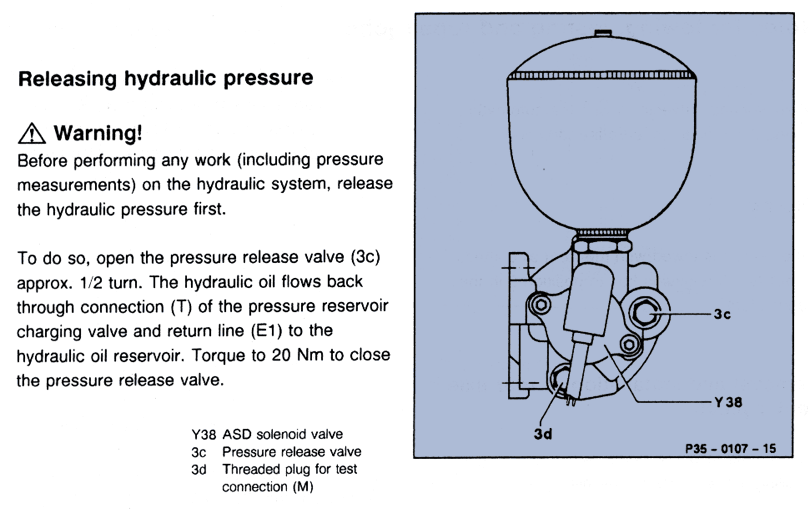 Releasing hydraulic pressure
Warning!
Before performing any work (including pressure
measurements) on the hydraulic system, release
the hydraulic pressure first.
To do so, open the pressure release valve (3c)
approx. 1/2 turn. The hydraulic oil flows back
through connection (T) of the pressure reservoir
charging valve and return line (E1) to the
hydraulic oil reservoir. Torque to 20 Nm to close
the pressure release valve.
Y38 ASD solenoid valve
3c Pressure release valve
3d Threaded plug for test
connection (M)
3c
Y38
3d
P35 - 0107 - 15